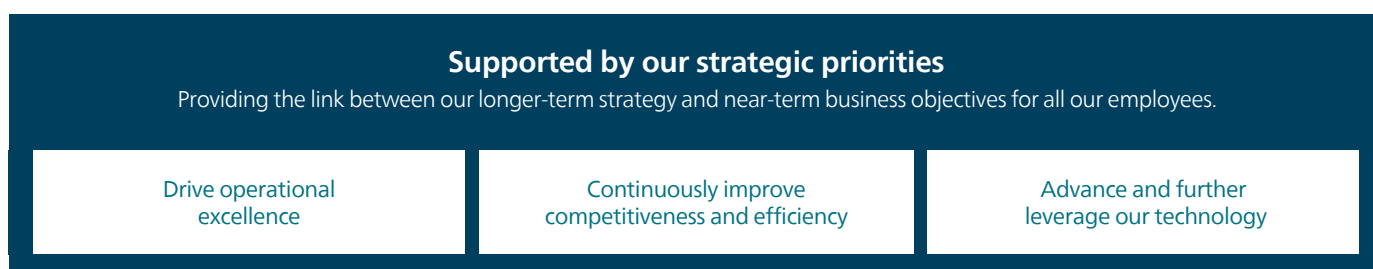 Supported by our strategic priorities
Providing the link between our longer-term strategy and near-term business objectives for all our employees.
Drive operational
excellence
Continuously improve
competitiveness and efficiency
Advance and further
leverage our technology